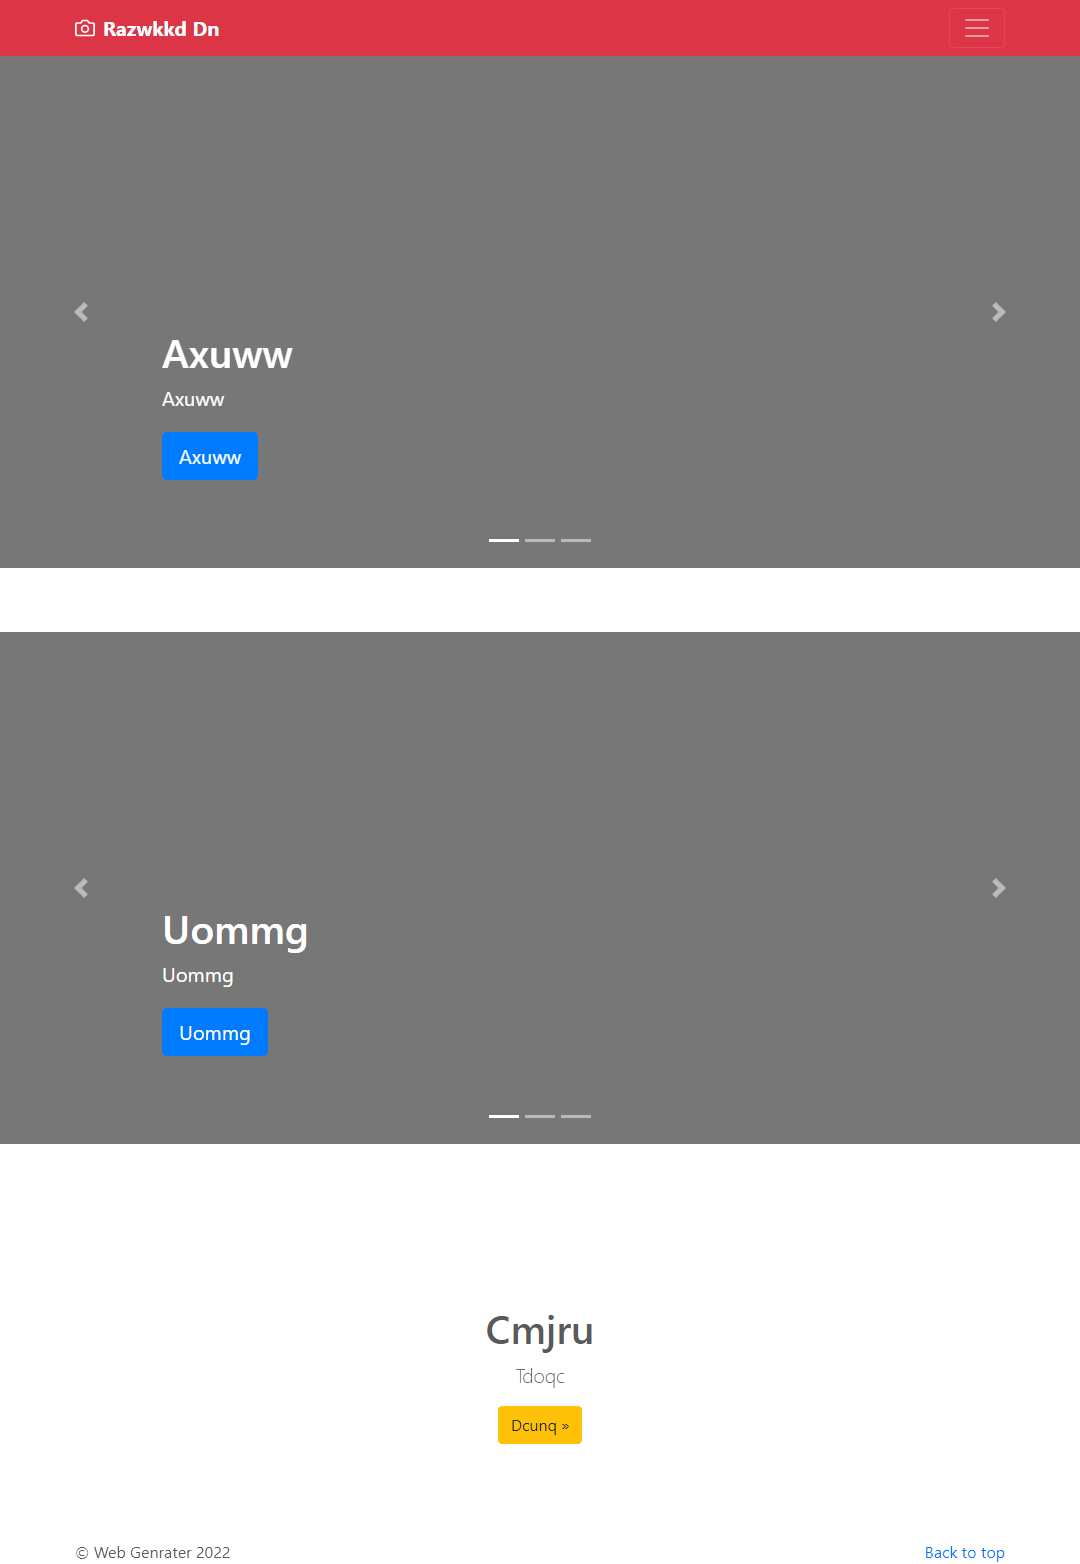 Razwkkd Dn
Axuww
Axuww
Axuww
Uommg
Uommg
Uommg
Cmjru
Tdoqc
Dcunq »
© Web Genrater 2022
Back to top